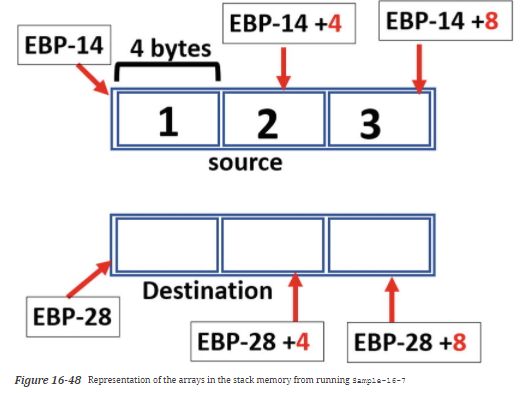 EBP-14
4 bytes
EBP-14 +4
EBP-14 +8
1 2 3
source
Destination
EBP-28
EBP-28 +4
EBP-28 +8
Figure 16-48 Representation of the arrays in the stack memory from running Sample-16-7